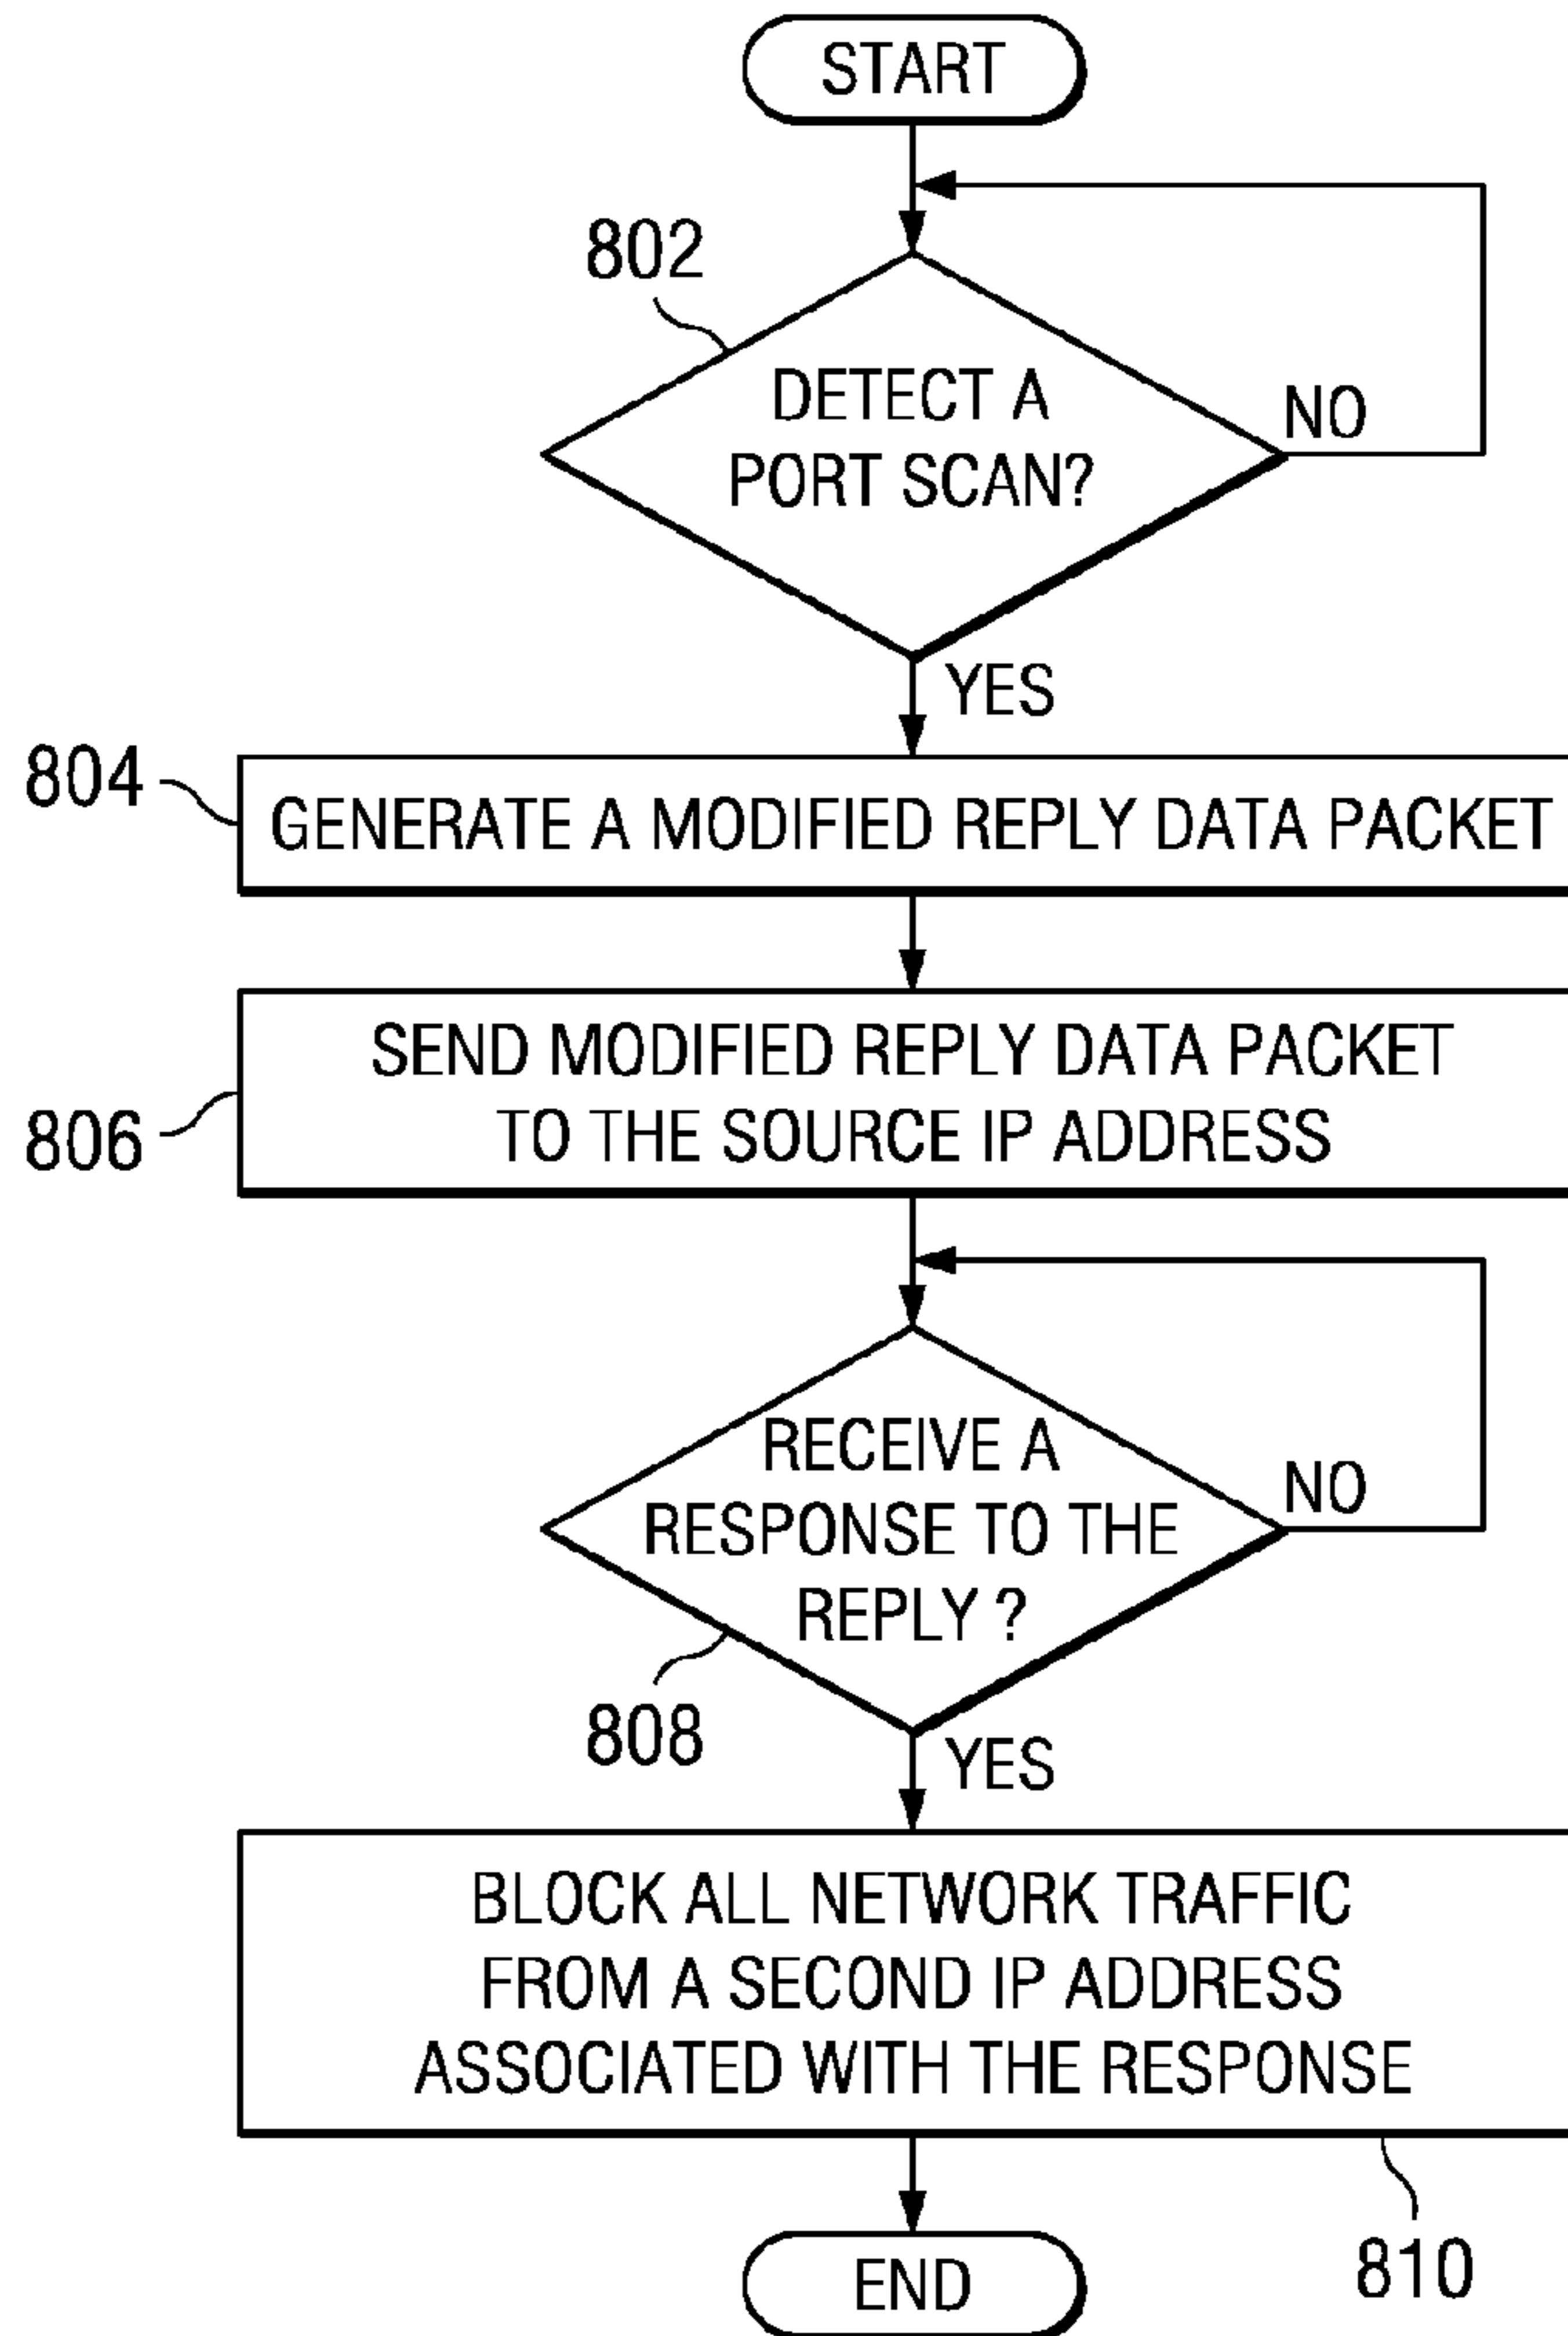 START
802
DETECT A
PORT SCAN?
NO
YES
804
GENERATE A MODIFIED REPLY DATA PACKET
SEND MODIFIED REPLY DATA PACKET
TO THE SOURCE IP ADDRESS
806
RECEIVE A
RESPONSE TO THE
REPLY ?
NO
808
YES
BLOCK ALL NETWORK TRAFFIC
FROM A SECOND IP ADDRESS
ASSOCIATED WITH THE RESPONSE
810
END